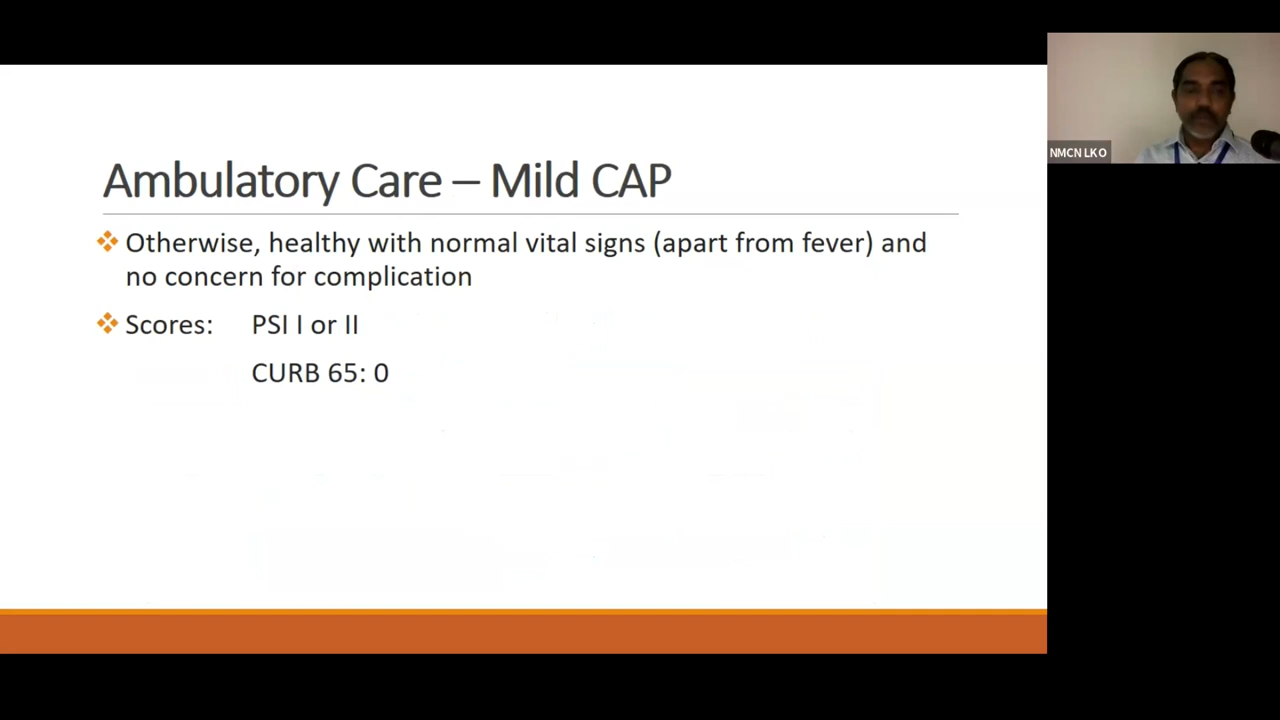 Ambulatory Care – Mild CAP
❖ Otherwise, healthy with normal vital signs (apart from fever) and
no concern for complication
❖ Scores: PSI I or II
CURB 65: 0
NMCN LKO